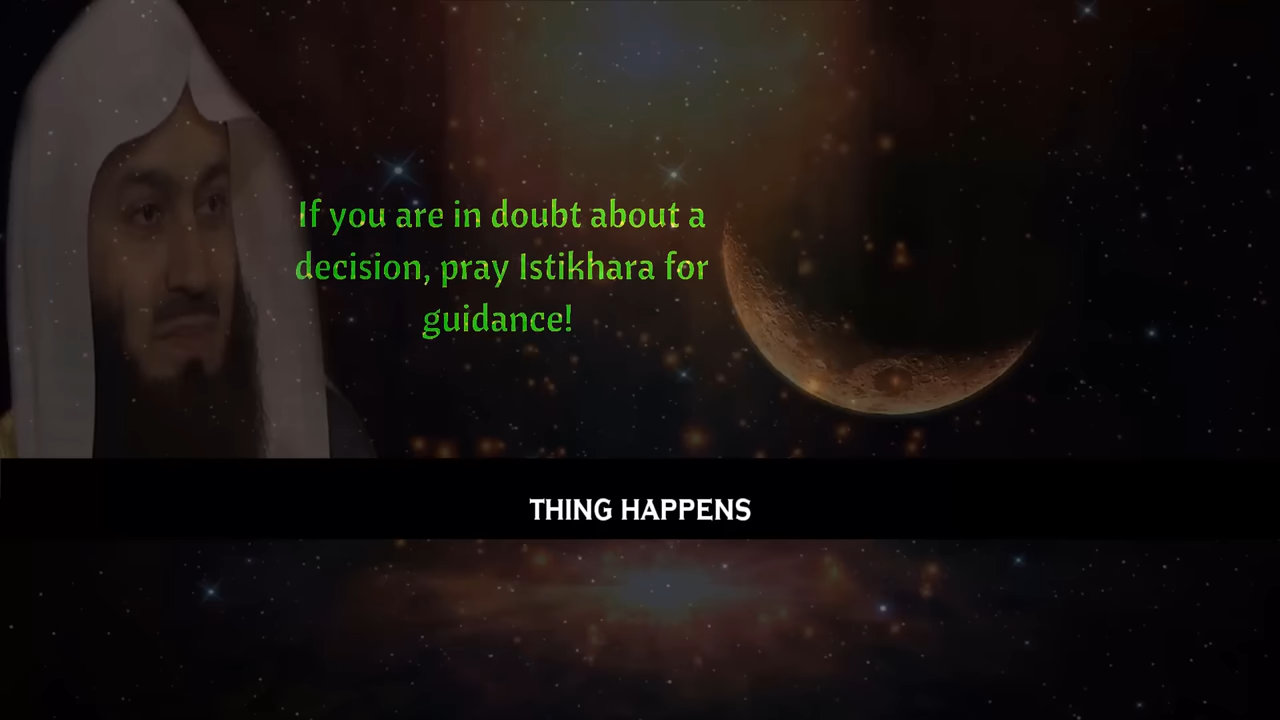 If you are in doubt about a
decision, pray Istikhara for
guidance!
THING HAPPENS